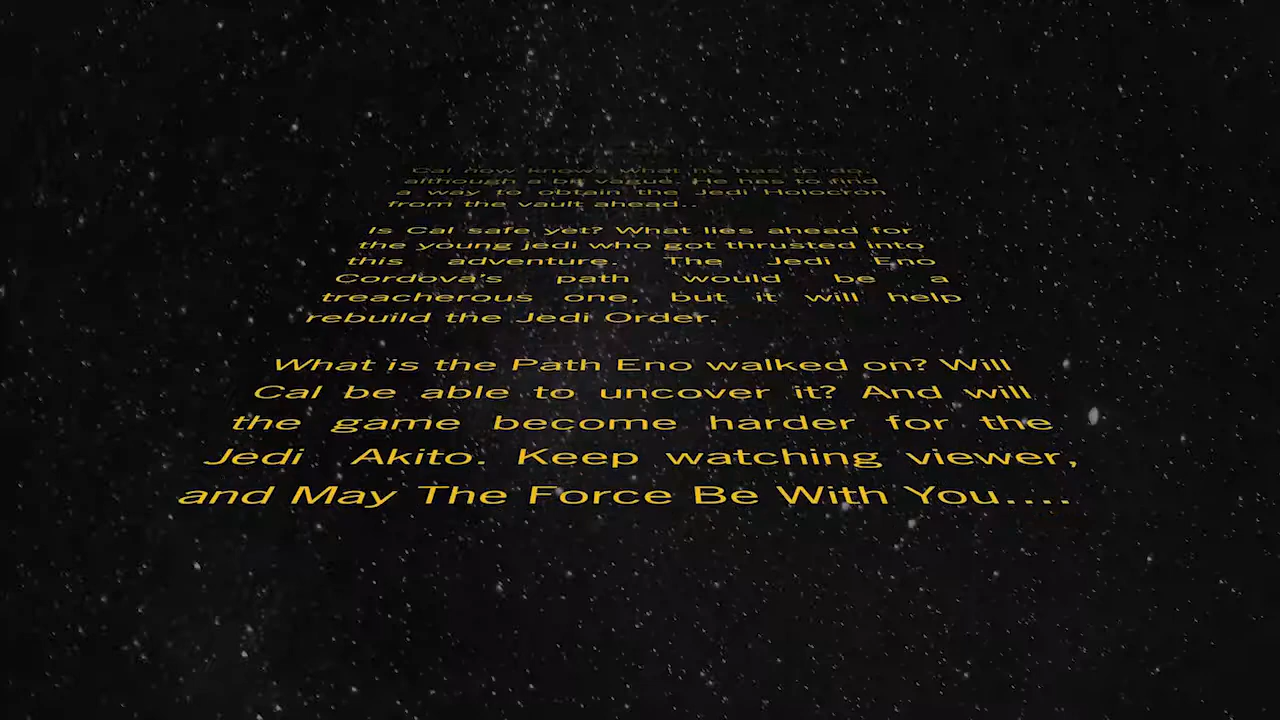 Cal now knows what he has to do,
although a bit vague. He has to find
a way to obtain the Jedi Holocron
from the vault ahead..
Is Cal safe yet? What lies ahead for
the young jedi who got thrusted into
this adventure. The Jedi Eno
Cordova's path would be a
treacherous one, but it will help
rebuild the Jedi Order.
What is the Path Eno walked on? Will
Cal be able to uncover it? And will
the game become harder for the
Jedi Akito. Keep watching viewer,
and May The Force Be With You....